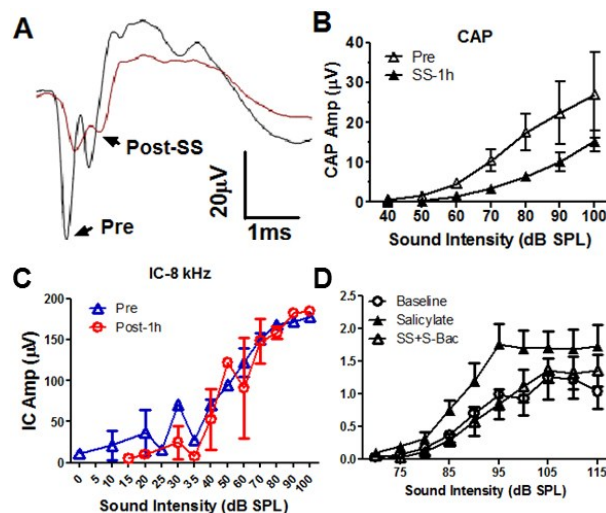 A
Post-SS
Pre
20µV
1ms
B
CAP
Pre
SS-1h
CAP Amp (µV)
40
30
20
10
0
40 50 60 70 80 90 100
Sound Intensity (dB SPL)
C
IC-8 kHz
Pre
Post-1h
IC Amp (µV)
200
150
100
50
0
0 5 10 15 20 25 30 35 40 45 50 60 70 80 90 100
Sound Intensity (dB SPL)
D
Baseline
Salicylate
SS+S-Bac
2.5
2.0
1.5
1.0
0.5
0.0
75 85 95 105 115
Sound Intensity (dB SPL)